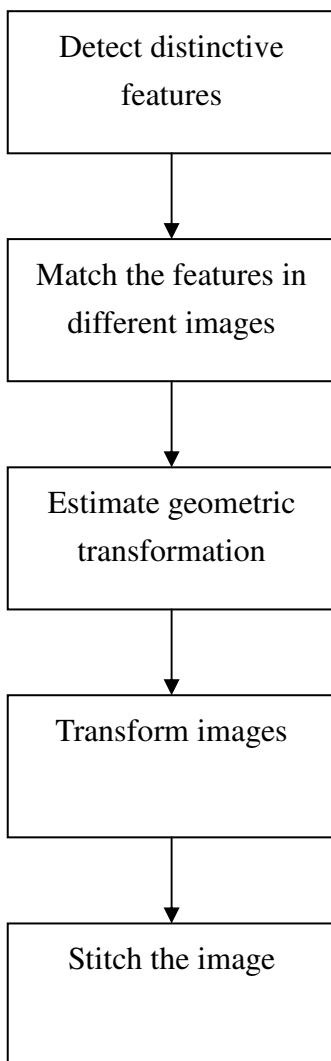 Detect distinctive
features
Match the features in
different images
Estimate geometric
transformation
Transform images
Stitch the image